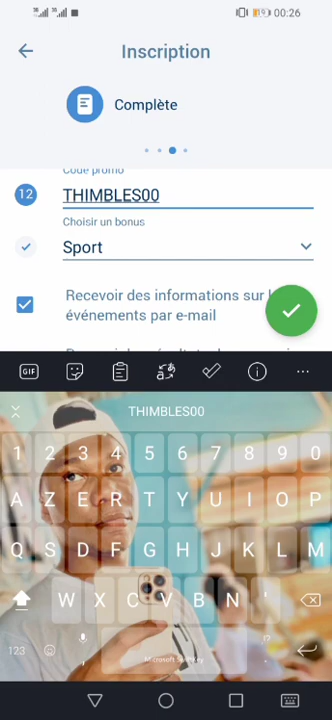 00:26
Inscription
Complète
Code promo
12
THIMBLES00
Choisir un bonus
Sport
Recevoir des informations sur
événements par e-mail
GIF
THIMBLES00
1 2 3 4 5 6 7 8 9 0
A Z E R T Y U I O P
Q S D F G H J K L M
W X C V B N '
123
Microsoft SwiftKey
!?